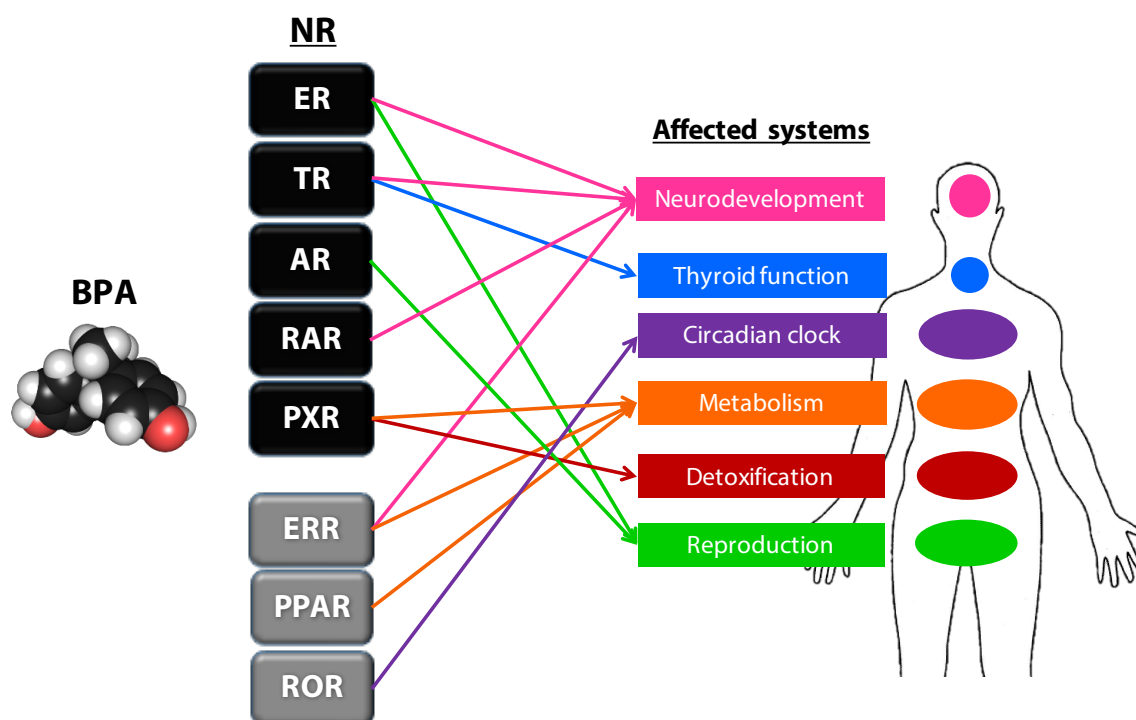 NR
ER
TR
AR
RAR
PXR
ERR
PPAR
ROR
BPA
Affected systems
Neurodevelopment
Thyroid function
Circadian clock
Metabolism
Detoxification
Reproduction